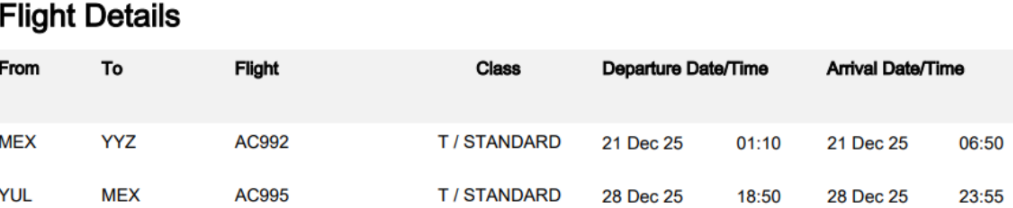 Flight Details
From To Flight Class Departure Date/Time Arrival Date/Time
MEX YYZ AC992 T / STANDARD 21 Dec 25 01:10 21 Dec 25 06:50
YUL MEX AC995 T / STANDARD 28 Dec 25 18:50 28 Dec 25 23:55